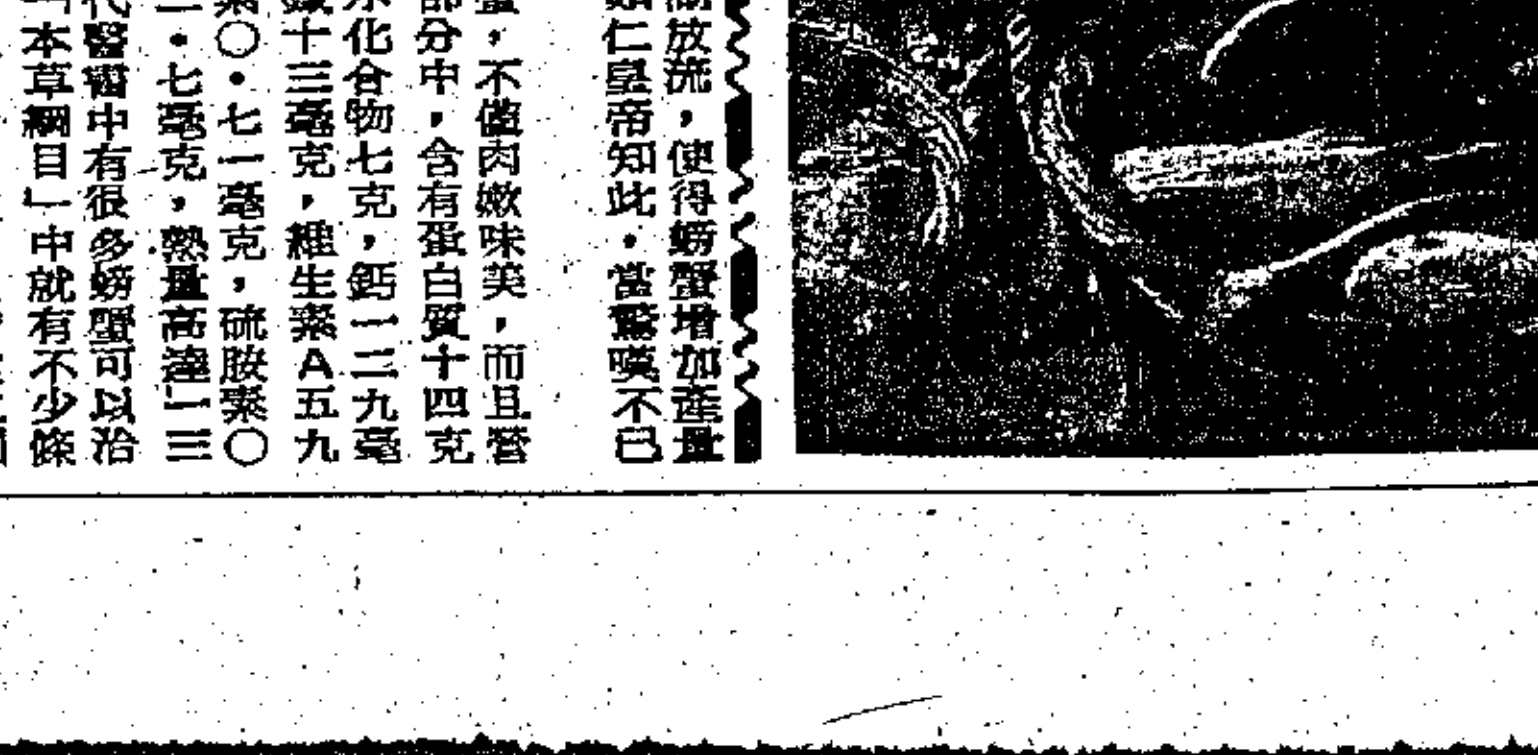 放流，使得螃蟹增加產量
仁皇帝知此，當驚嘆不已
，不僅肉嫩味美，而且營
部分中，含有蛋白質十四克
水化合物七克，鈣一二九毫
十三毫克，維生素A五九
〇・七一毫克，硫胺素〇
・七毫克，熱量高達一三
代醫書中有很多螃蟹可以治
本草綱目」中就有不少條